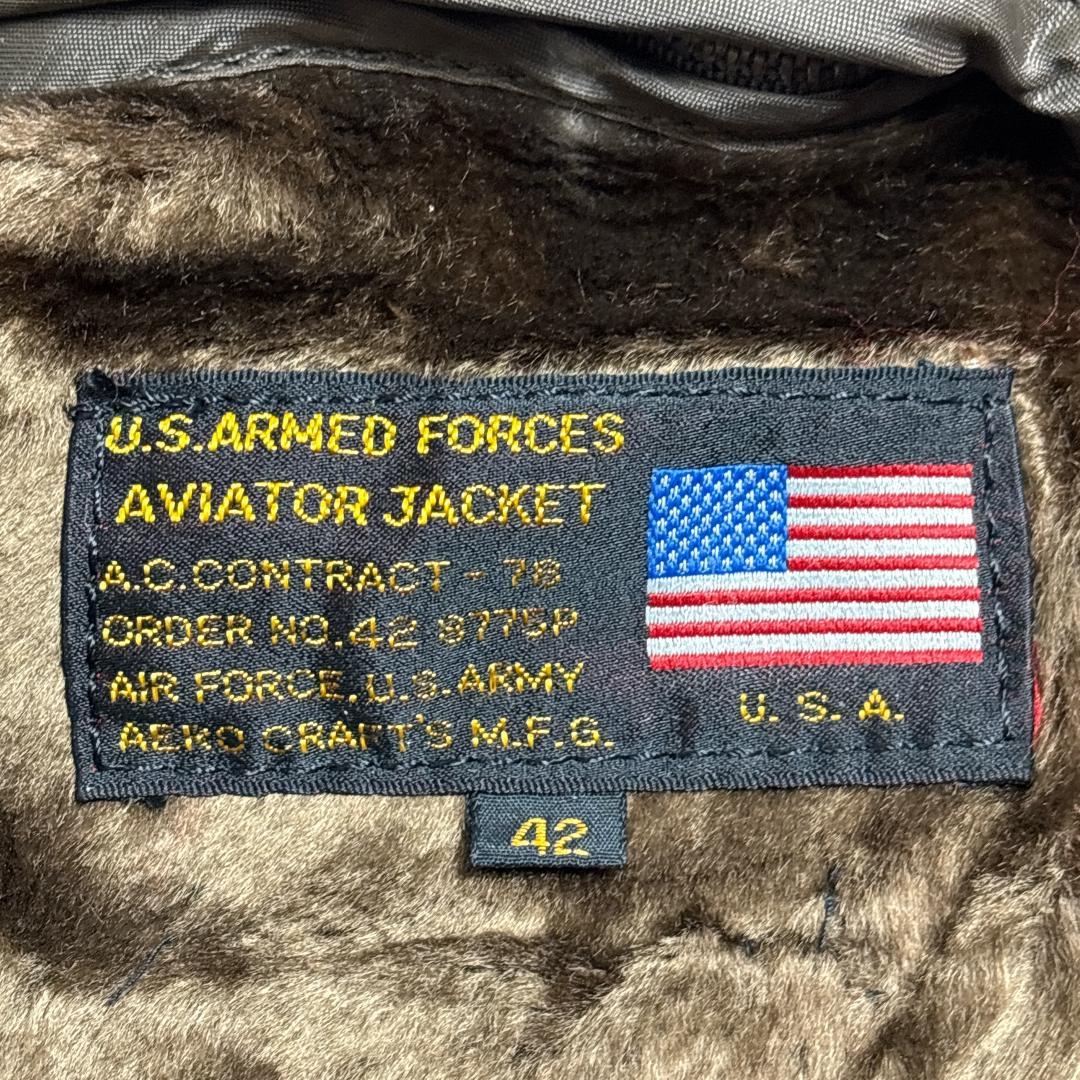 U.S.ARMED FORCES
AVIATOR JACKET
A.C.CONTRACT - 78
ORDER NO.42 8775P
AIR FORCE.U.S.ARMY
AERO CRAFT'S M.F.G.
U. S. A.
42